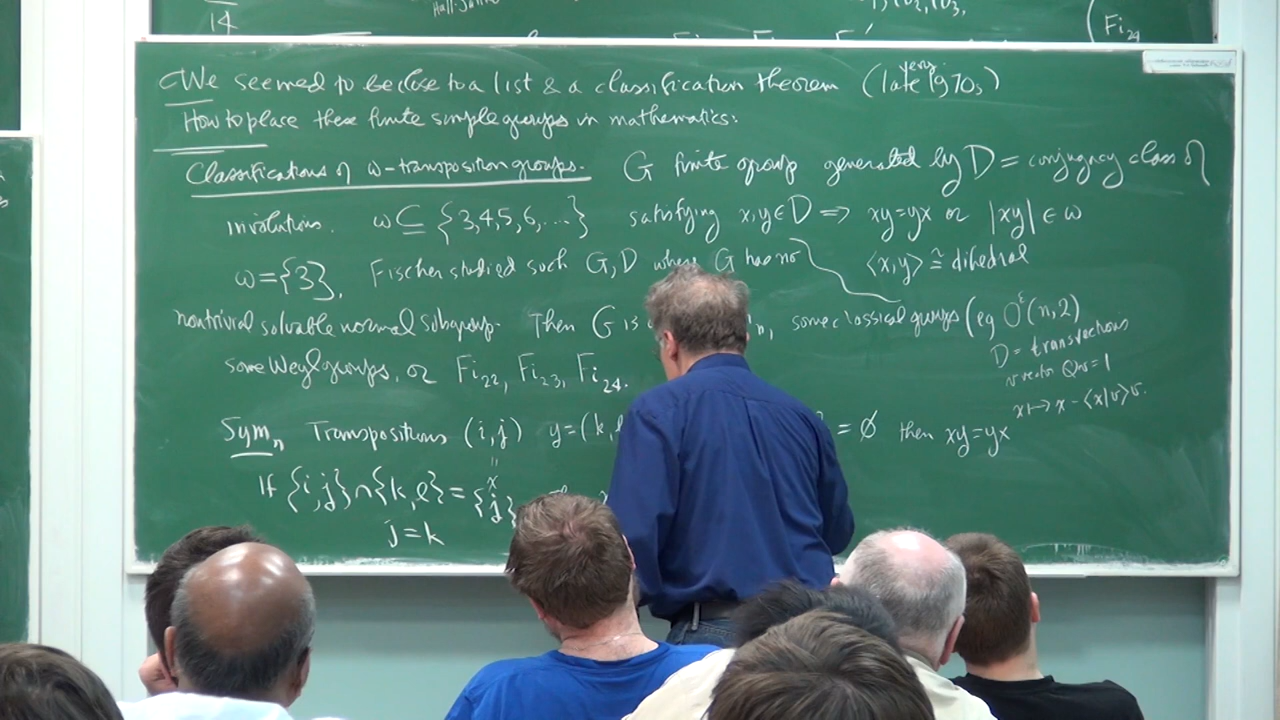 14
Fi₂₄
We seemed to be close to a list & a classification theorem (very late 1970s)
How to place these finite simple groups in mathematics:
Classifications of ω-transposition groups. G finite group generated by D = conjugacy class of
involutions. ω ⊆ {3,4,5,6,...} satisfying x,y∈D ⇒ xy=yx or |xy| ∈ ω
ω={3}, Fischer studied such G, D where G has no ⟨x,y⟩ ≅ dihedral
nontrivial solvable normal subgroup. Then G is n, some classical groups (eg O^ε(n,2)
D = transvections
some Weyl groups, or Fi₂₂, Fi₂₃, Fi₂₄.
v vector Q(v)=1
x ↦ x - ⟨x|v⟩v.
Symₙ Transpositions (i,j) y=(k, = ∅ then xy=yx
" x
If {i,j}∩{k,ℓ} = {j}
j=k